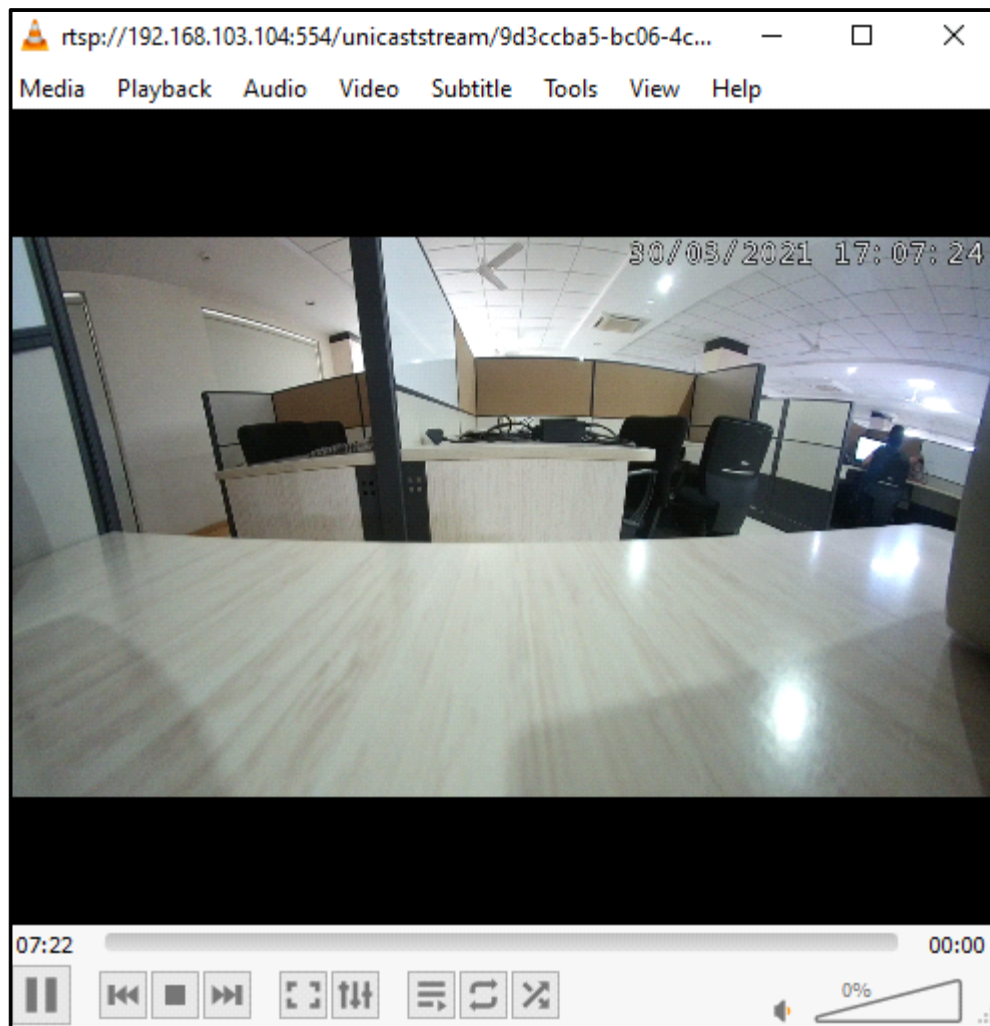 rtsp://192.168.103.104:554/unicaststream/9d3ccba5-bc06-4c...
Media Playback Audio Video Subtitle Tools View Help
30/03/2021 17:07:24
07:22 00:00
0%